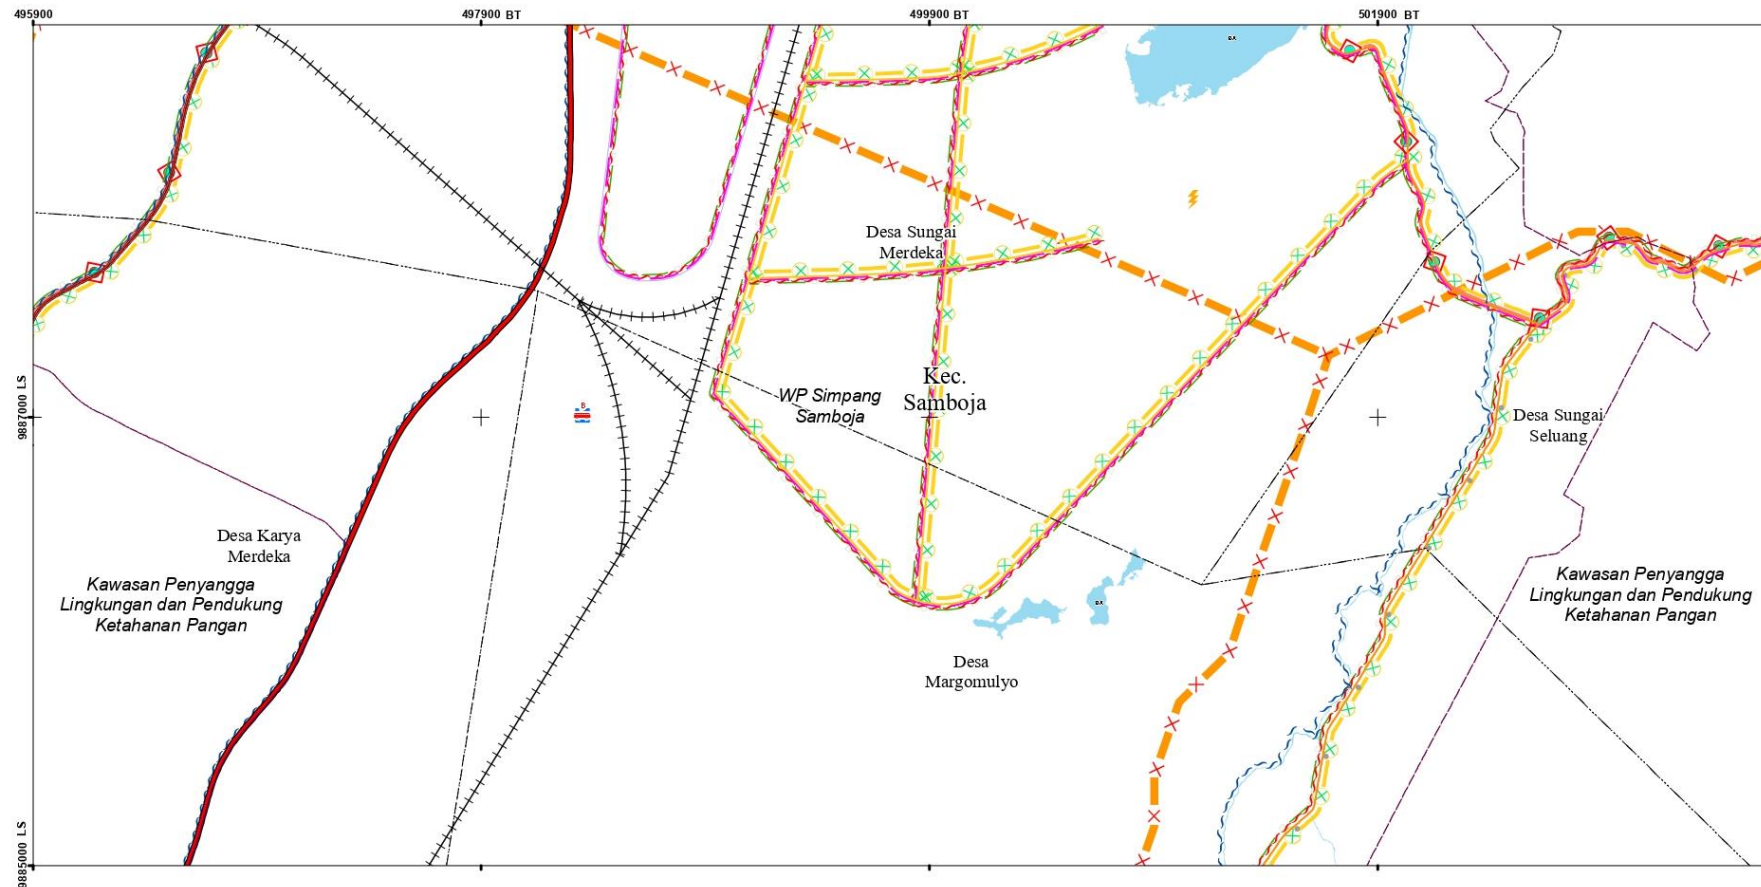 495900
497900 BT
499900 BT
501900 BT
BA
Desa Sungai
Merdeka
9887000 LS
Kec.
Samboja
WP Simpang
Samboja
B
Desa Sungai
Seluang
Desa Karya
Merdeka
Kawasan Penyangga
Lingkungan dan Pendukung
Ketahanan Pangan
Kawasan Penyangga
Lingkungan dan Pendukung
Ketahanan Pangan
BA
Desa
Margomulyo
9885000 LS